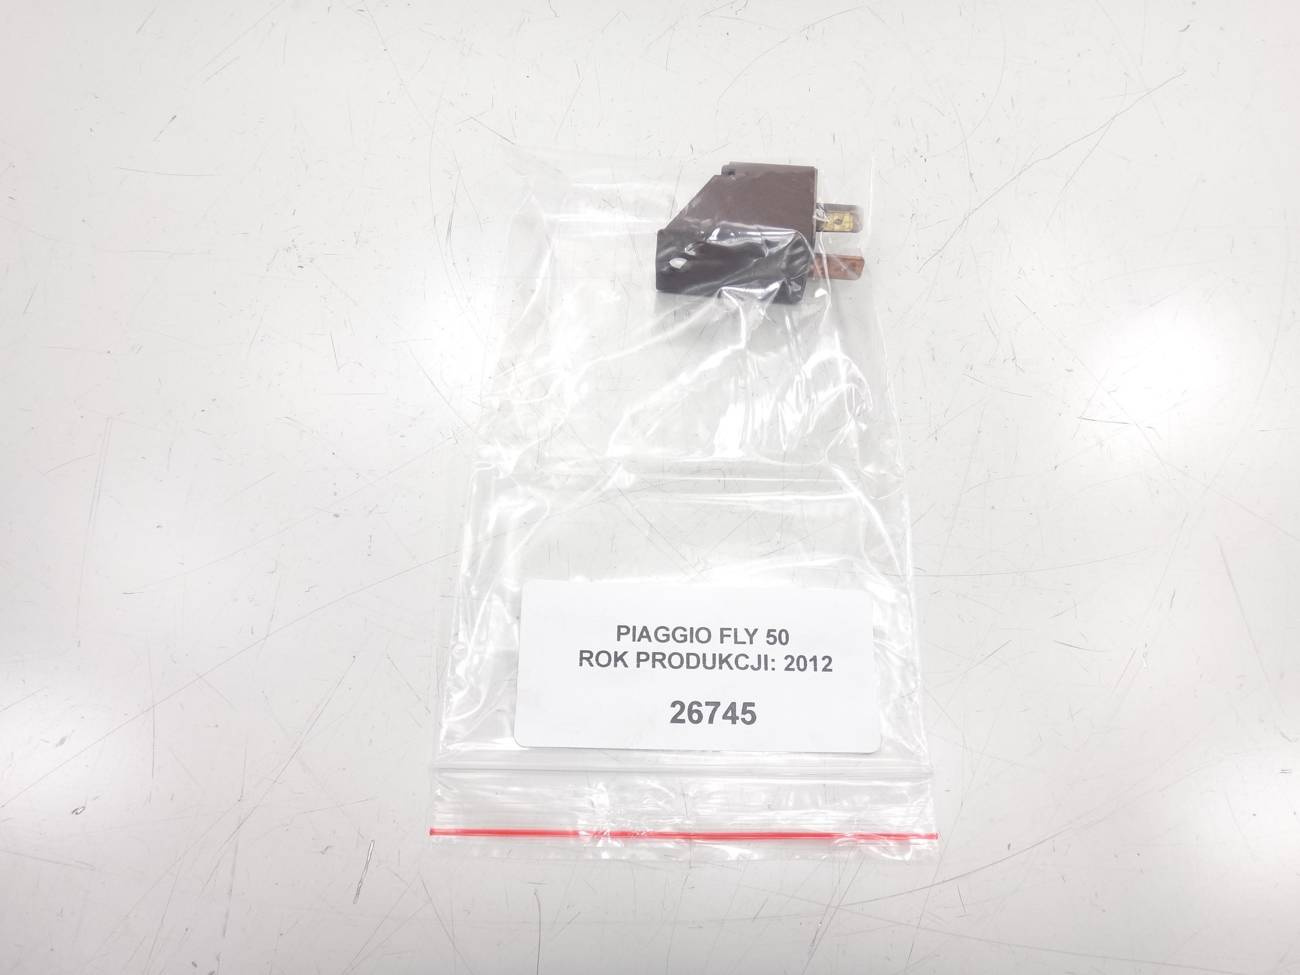 PIAGGIO FLY 50
ROK PRODUKCJI: 2012
26745